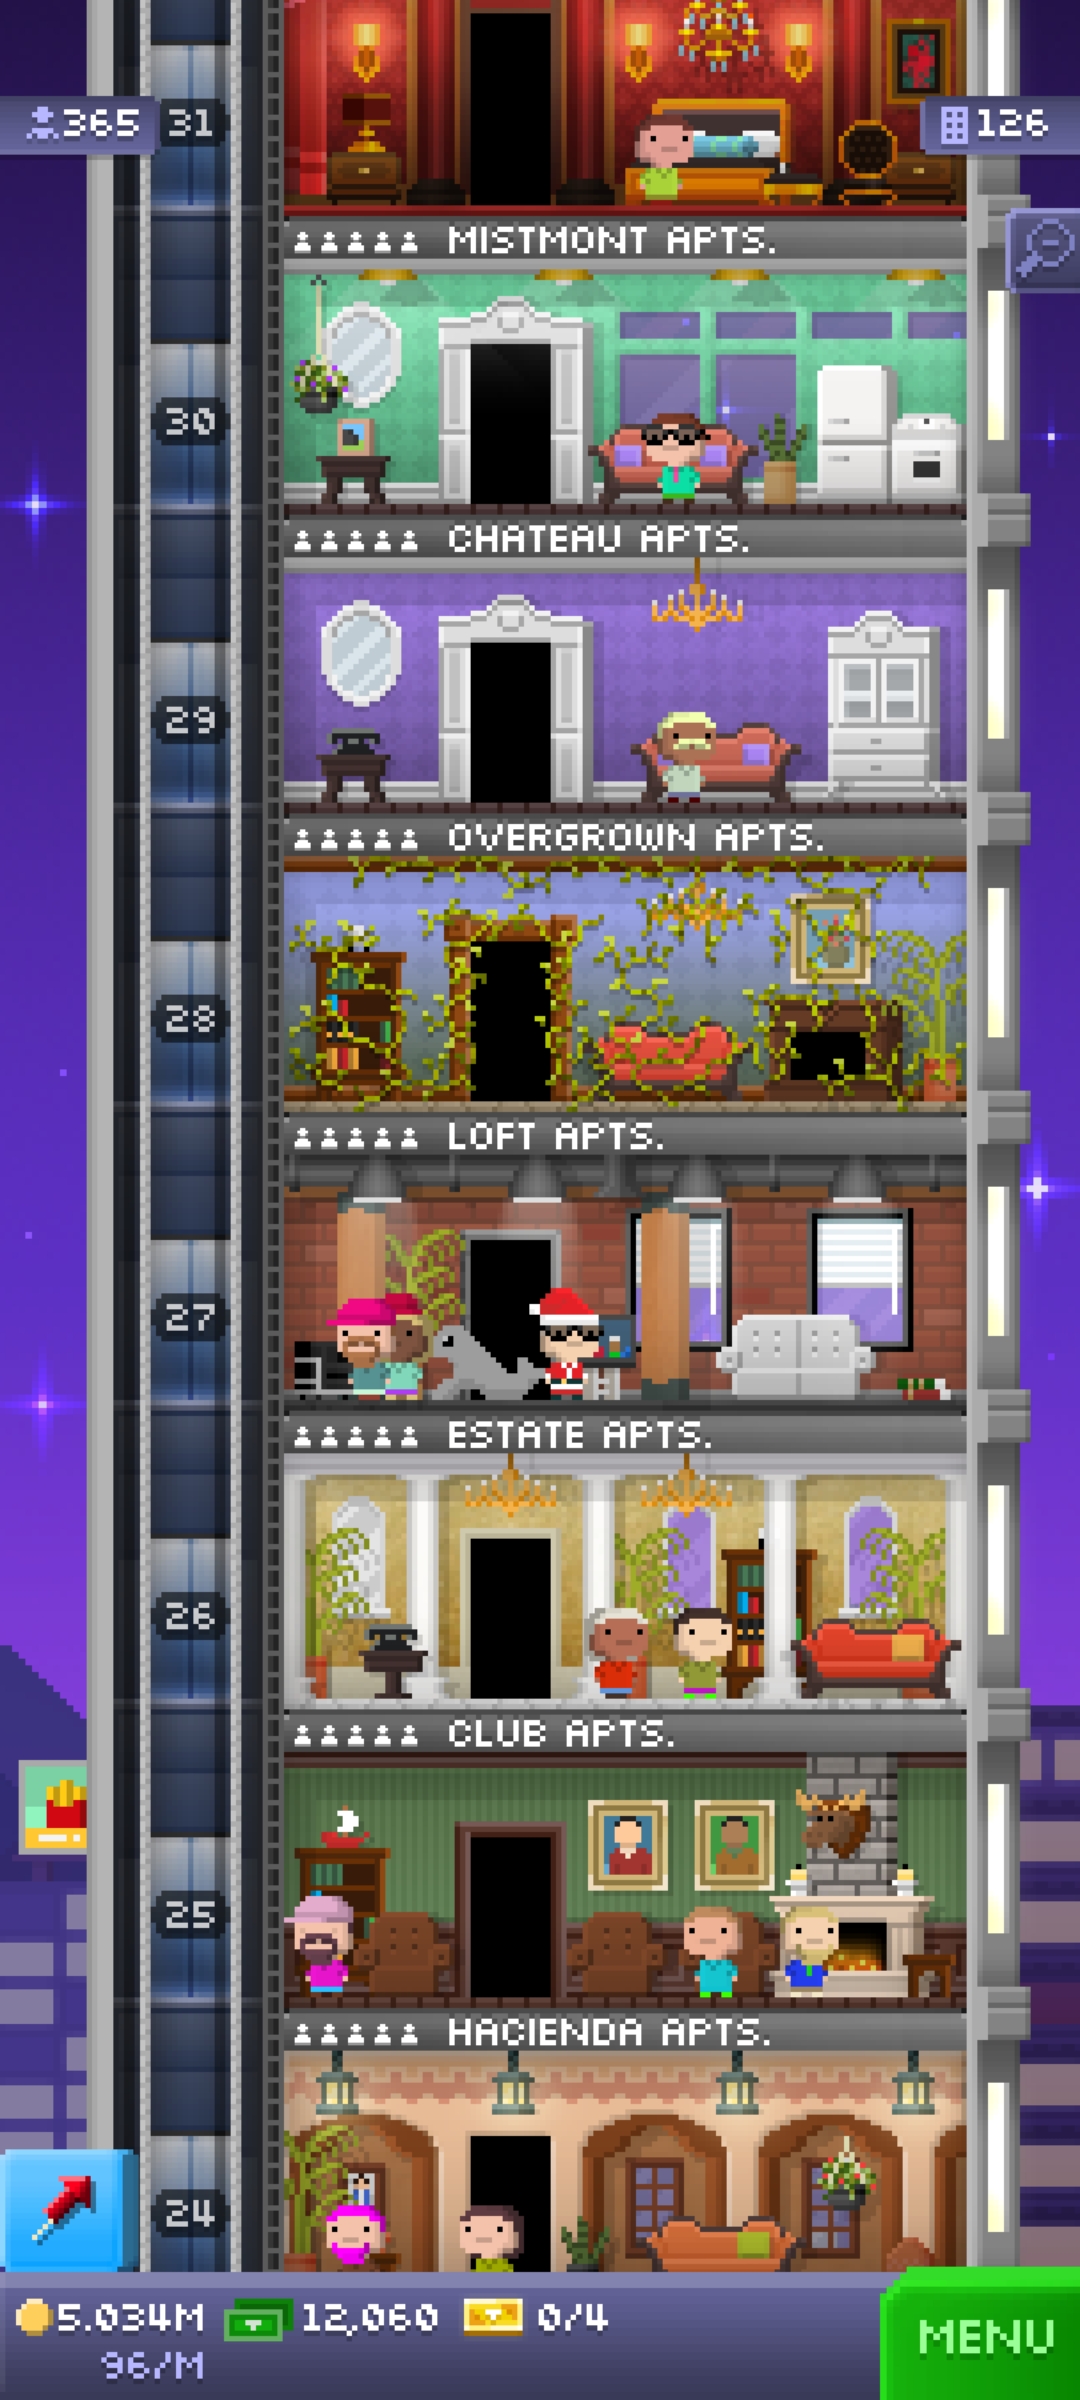 365
31
126
MISTMONT APTS.
30
CHATEAU APTS.
29
OVERGROWN APTS.
28
LOFT APTS.
27
ESTATE APTS.
26
CLUB APTS.
25
HACIENDA APTS.
24
5.034M
12,060
0/4
MENU
96/M